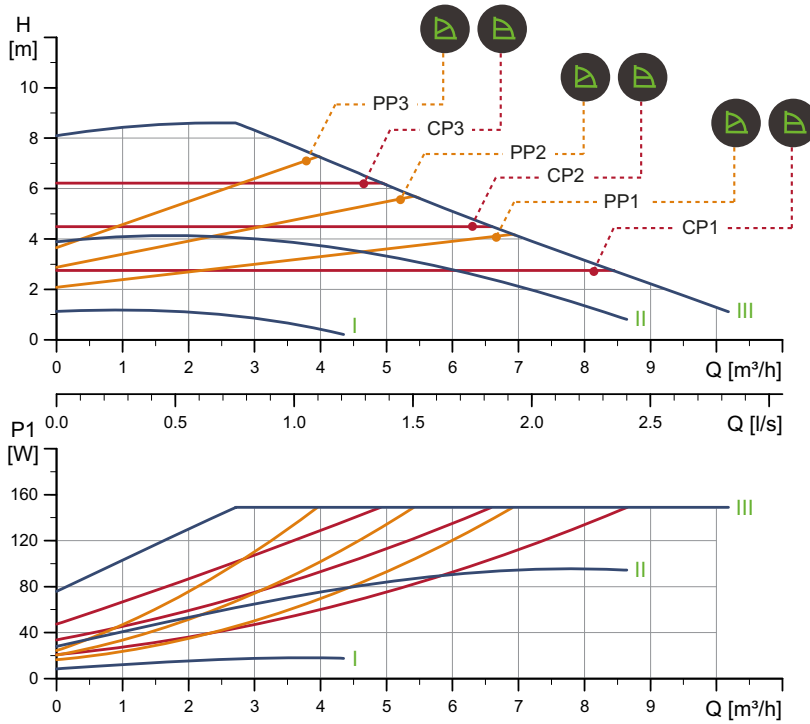 H
[m]
10
8
6
4
2
0
PP3
CP3
PP2
CP2
PP1
CP1
I
II
III
0 1 2 3 4 5 6 7 8 9 Q [m³/h]
0.0 0.5 1.0 1.5 2.0 2.5 Q [l/s]
P1
[W]
160
120
80
40
0
III
II
I
0 1 2 3 4 5 6 7 8 9 Q [m³/h]